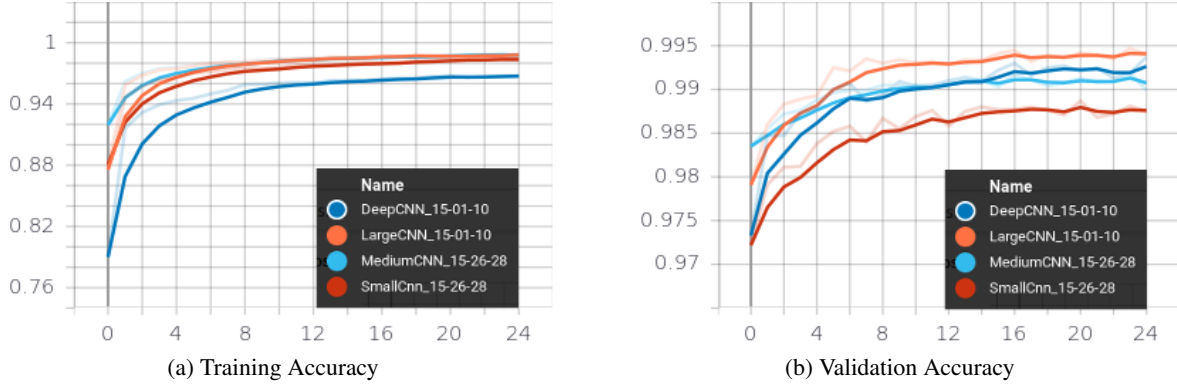 1
0.94
0.88
0.82
0.76
0 4 8 12 16 20 24
Name
DeepCNN_15-01-10
LargeCNN_15-01-10
MediumCNN_15-26-28
SmallCnn_15-26-28
(a) Training Accuracy
0.995
0.99
0.985
0.98
0.975
0.97
0 4 8 12 16 20 24
Name
DeepCNN_15-01-10
LargeCNN_15-01-10
MediumCNN_15-26-28
SmallCnn_15-26-28
(b) Validation Accuracy